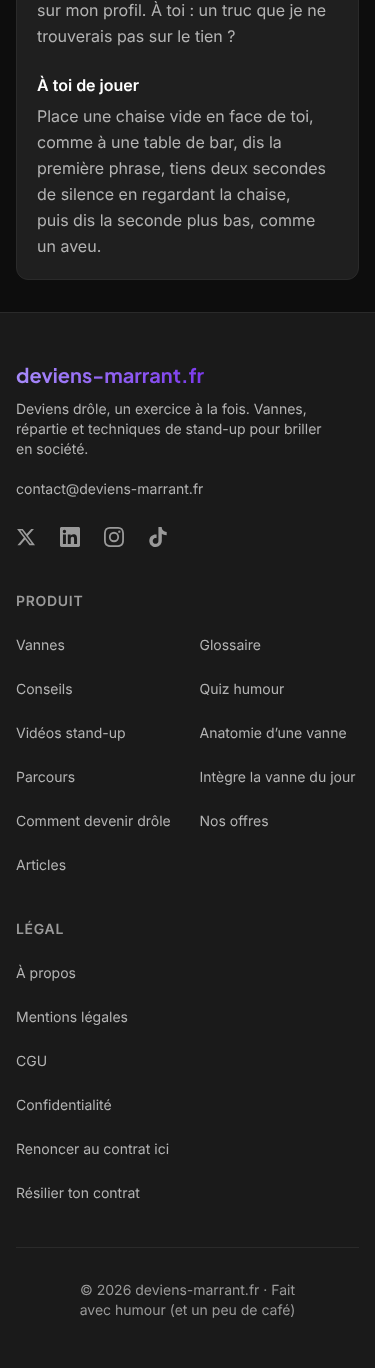 sur mon profil. À toi : un truc que je ne
trouverais pas sur le tien ?
À toi de jouer
Place une chaise vide en face de toi,
comme à une table de bar, dis la
première phrase, tiens deux secondes
de silence en regardant la chaise,
puis dis la seconde plus bas, comme
un aveu.
deviens-marrant.fr
Deviens drôle, un exercice à la fois. Vannes,
répartie et techniques de stand-up pour briller
en société.
contact@deviens-marrant.fr
PRODUIT
Vannes
Glossaire
Conseils
Quiz humour
Vidéos stand-up
Anatomie d’une vanne
Parcours
Intègre la vanne du jour
Comment devenir drôle
Nos offres
Articles
LÉGAL
À propos
Mentions légales
CGU
Confidentialité
Renoncer au contrat ici
Résilier ton contrat
© 2026 deviens-marrant.fr · Fait
avec humour (et un peu de café)